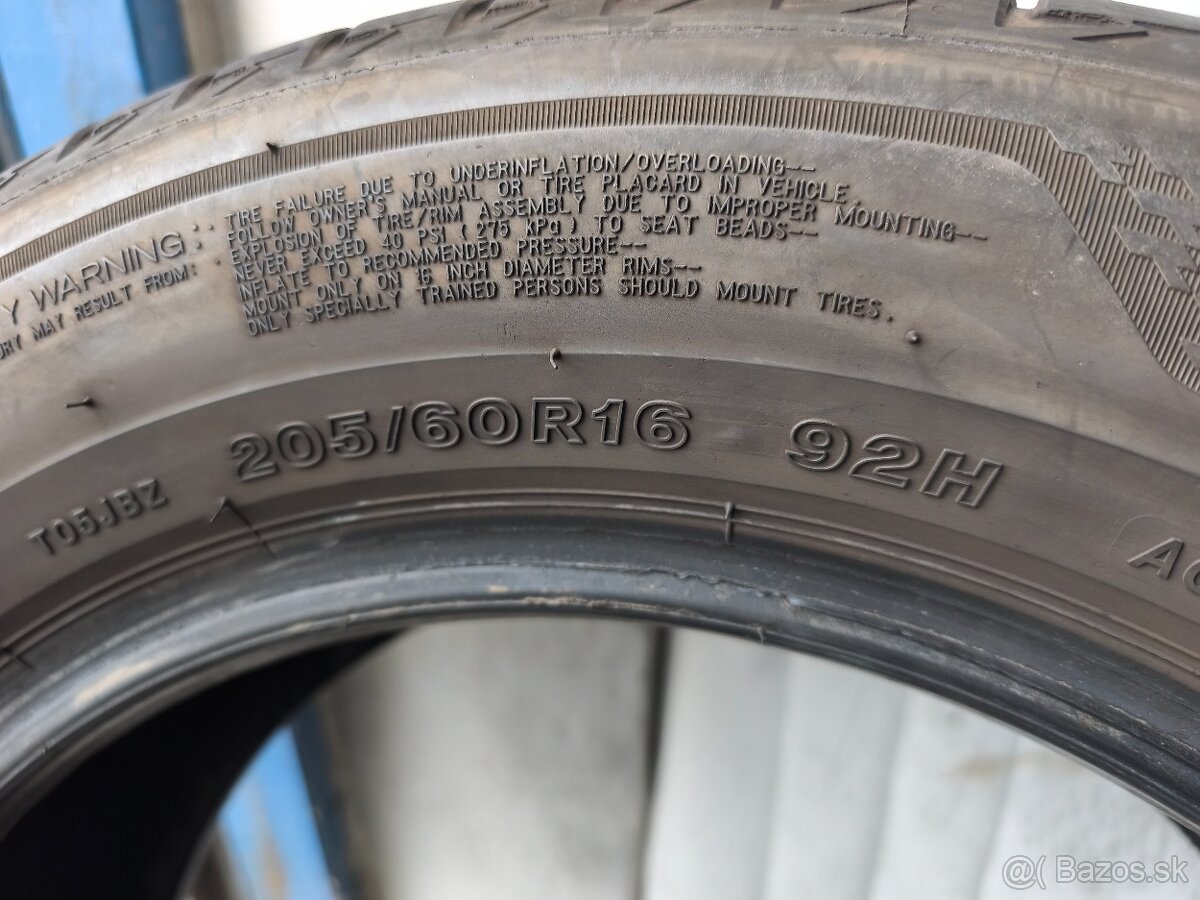 TIRE FAILURE DUE TO UNDERINFLATION/OVERLOADING--
FOLLOW OWNER'S MANUAL OR TIRE PLACARD IN VEHICLE.
Y WARNING: EXPLOSION OF TIRE/RIM ASSEMBLY DUE TO IMPROPER MOUNTING--
URY MAY RESULT FROM: NEVER EXCEED 40 PSI (275 kPa) TO SEAT BEADS--
INFLATE TO RECOMMENDED PRESSURE--
MOUNT ONLY ON 16 INCH DIAMETER RIMS--
ONLY SPECIALLY TRAINED PERSONS SHOULD MOUNT TIRES.
205/60R16 92H
T05JBZ
@( Bazos.sk